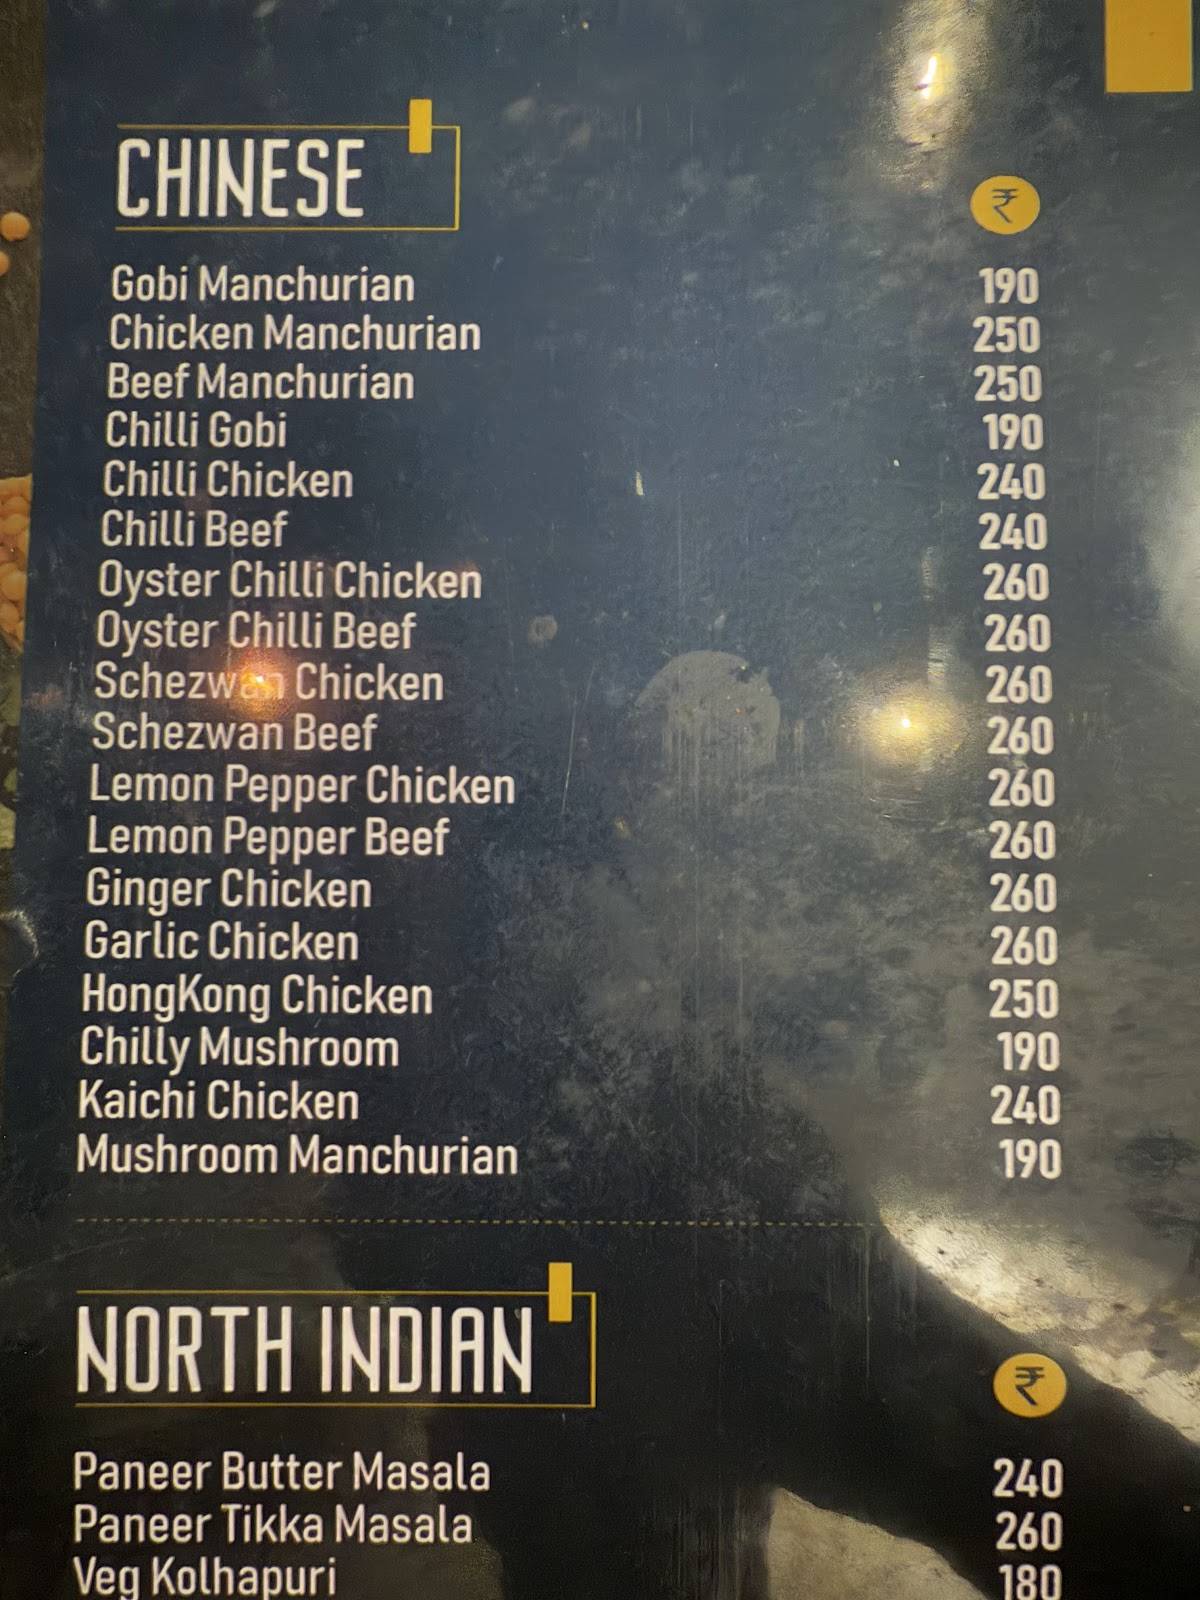 CHINESE
₹
Gobi Manchurian 190
Chicken Manchurian 250
Beef Manchurian 250
Chilli Gobi 190
Chilli Chicken 240
Chilli Beef 240
Oyster Chilli Chicken 260
Oyster Chilli Beef 260
Schezwan Chicken 260
Schezwan Beef 260
Lemon Pepper Chicken 260
Lemon Pepper Beef 260
Ginger Chicken 260
Garlic Chicken 260
HongKong Chicken 250
Chilly Mushroom 190
Kaichi Chicken 240
Mushroom Manchurian 190
NORTH INDIAN
₹
Paneer Butter Masala 240
Paneer Tikka Masala 260
Veg Kolhapuri 180